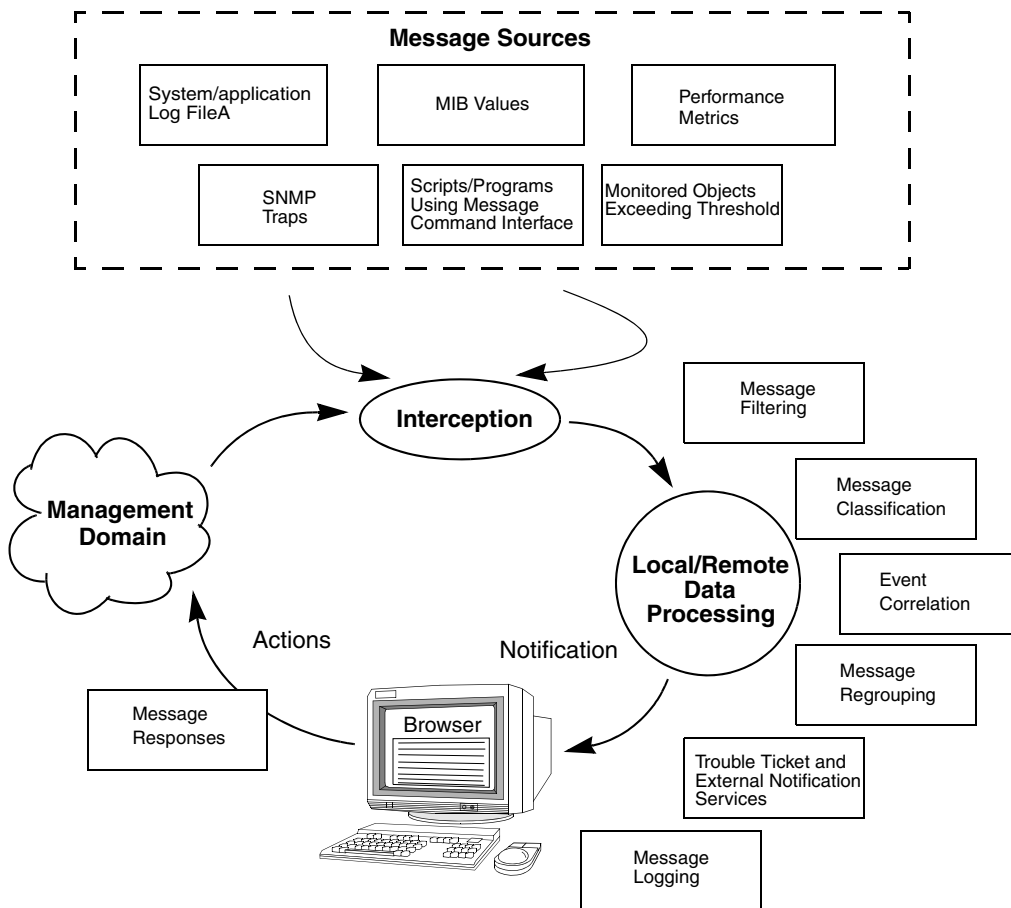 Message Sources
System/application
Log FileA
MIB Values
Performance
Metrics
SNMP
Traps
Scripts/Programs
Using Message
Command Interface
Monitored Objects
Exceeding Threshold
Interception
Message
Filtering
Management
Domain
Message
Classification
Local/Remote
Data
Processing
Event
Correlation
Actions
Notification
Message
Regrouping
Message
Responses
Browser
Trouble Ticket and
External Notification
Services
Message
Logging